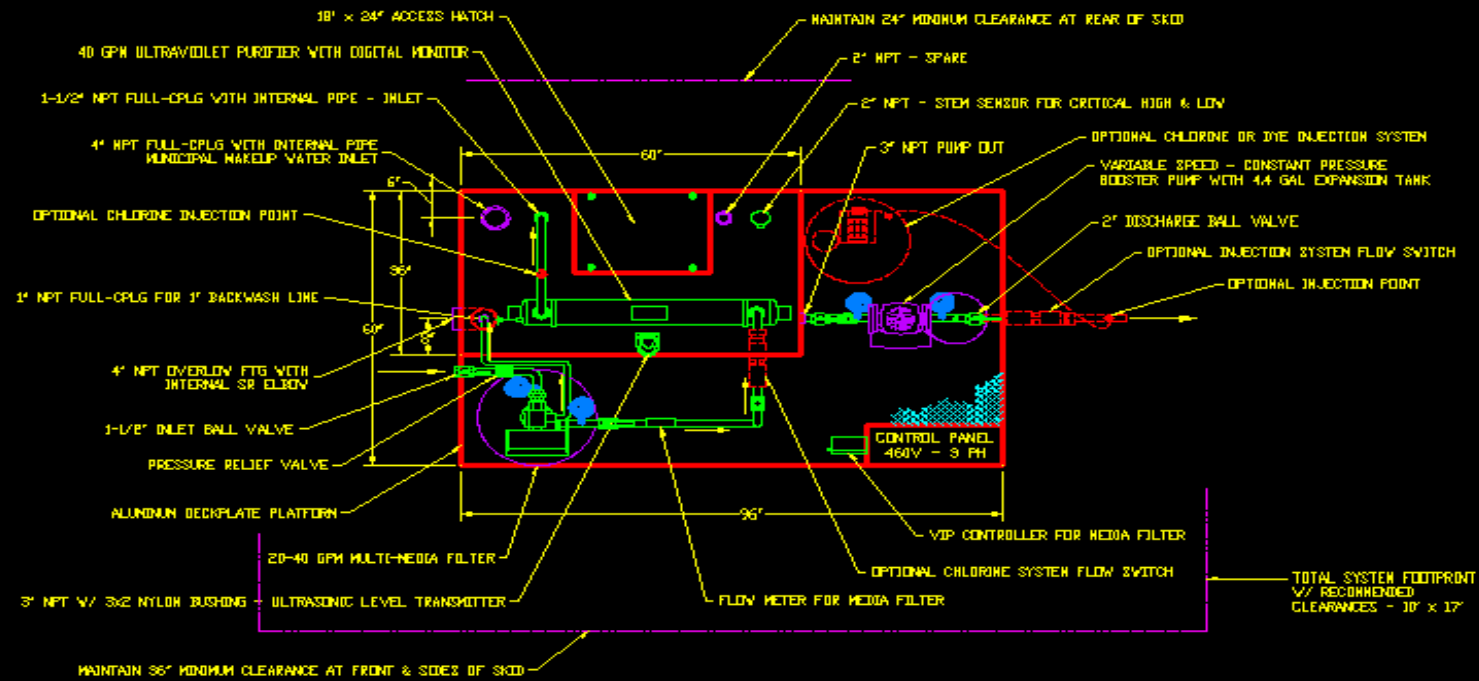 18" x 24" ACCESS HATCH
MAINTAIN 24" MINIMUM CLEARANCE AT REAR OF SKID
40 GPM ULTRAVIOLET PURIFIER WITH DIGITAL MONITOR
2" NPT - SPARE
1-1/2" NPT FULL-CPLG WITH INTERNAL PIPE - INLET
2" NPT - STEM SENSOR FOR CRITICAL HIGH & LOW
4" NPT FULL-CPLG WITH INTERNAL PIPE
MUNICIPAL MAKEUP WATER INLET
OPTIONAL CHLORINE OR DYE INJECTION SYSTEM
60"
3" NPT PUMP OUT
VARIABLE SPEED - CONSTANT PRESSURE
BOOSTER PUMP WITH 4.4 GAL EXPANSION TANK
6"
OPTIONAL CHLORINE INJECTION POINT
2" DISCHARGE BALL VALVE
OPTIONAL INJECTION SYSTEM FLOW SWITCH
36"
1" NPT FULL-CPLG FOR 1" BACKWASH LINE
OPTIONAL INJECTION POINT
60"
4" NPT OVERLOW FTG WITH
INTERNAL SR ELBOW
1-1/2" INLET BALL VALVE
CONTROL PANEL
460V - 3 PH
PRESSURE RELIEF VALVE
ALUMINUM DECKPLATE PLATFORM
96"
VIP CONTROLLER FOR MEDIA FILTER
20-40 GPM MULTI-MEDIA FILTER
OPTIONAL CHLORINE SYSTEM FLOW SWITCH
3" NPT W/ 3x2 NYLON BUSHING - ULTRASONIC LEVEL TRANSMITTER
FLOW METER FOR MEDIA FILTER
TOTAL SYSTEM FOOTPRINT
W/ RECOMMENDED
CLEARANCES - 10' x 17'
MAINTAIN 36" MINIMUM CLEARANCE AT FRONT & SIDES OF SKID